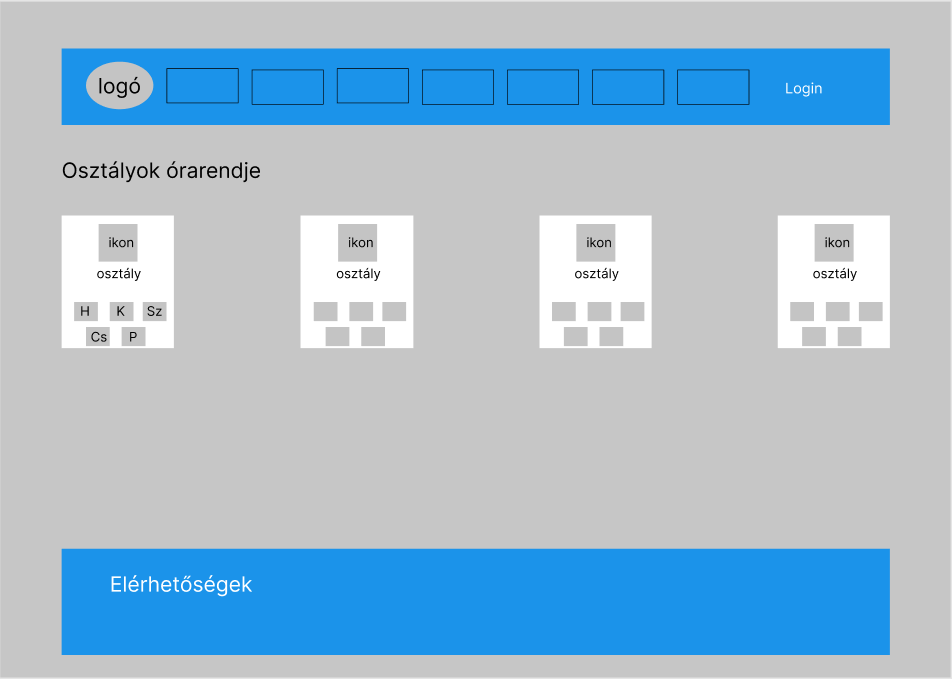 logó
Login
Osztályok órarendje
ikon
osztály
H K Sz
Cs P
ikon
osztály
ikon
osztály
ikon
osztály
Elérhetőségek